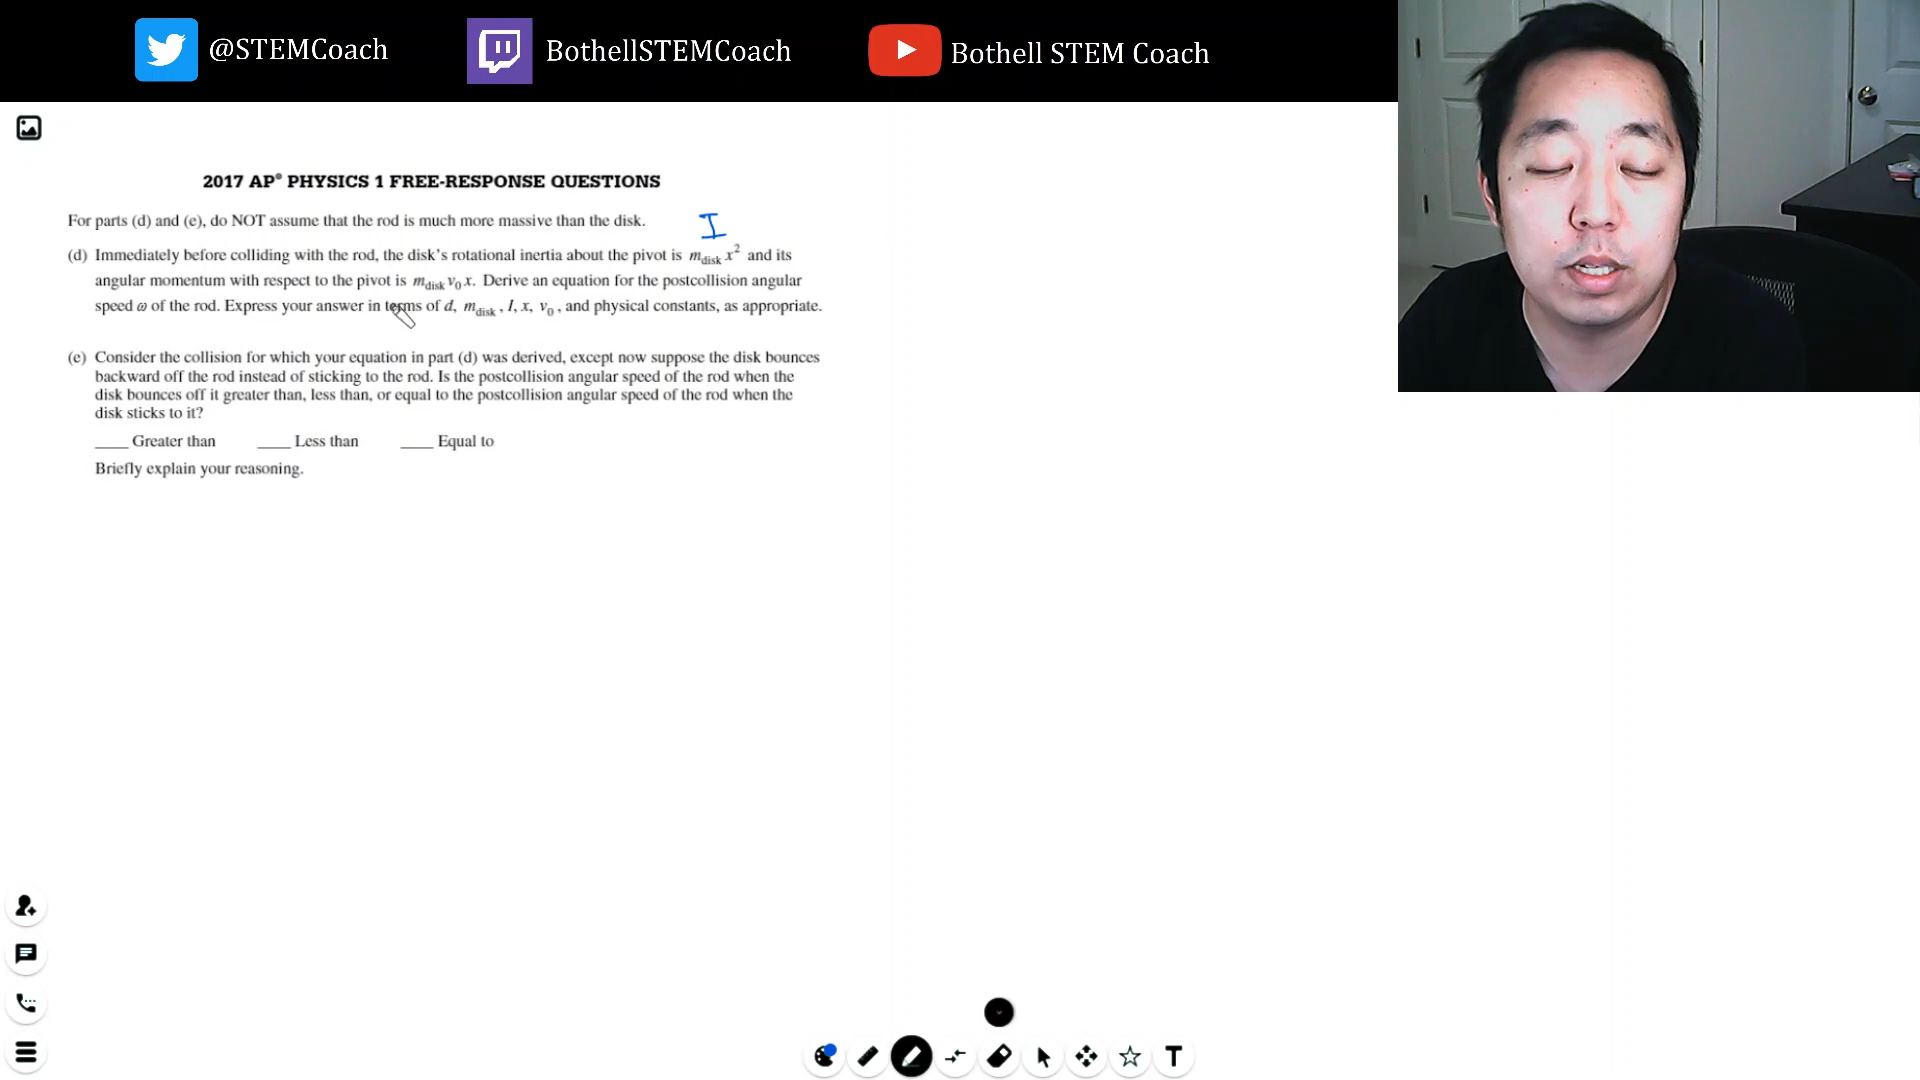 @STEMCoach
BothellSTEMCoach
Bothell STEM Coach
2017 AP® PHYSICS 1 FREE-RESPONSE QUESTIONS
For parts (d) and (e), do NOT assume that the rod is much more massive than the disk.
I
(d) Immediately before colliding with the rod, the disk's rotational inertia about the pivot is m_disk x² and its
angular momentum with respect to the pivot is m_disk v₀ x. Derive an equation for the postcollision angular
speed ω of the rod. Express your answer in terms of d, m_disk, I, x, v₀, and physical constants, as appropriate.
(e) Consider the collision for which your equation in part (d) was derived, except now suppose the disk bounces
backward off the rod instead of sticking to the rod. Is the postcollision angular speed of the rod when the
disk bounces off it greater than, less than, or equal to the postcollision angular speed of the rod when the
disk sticks to it?
____ Greater than ____ Less than ____ Equal to
Briefly explain your reasoning.
T